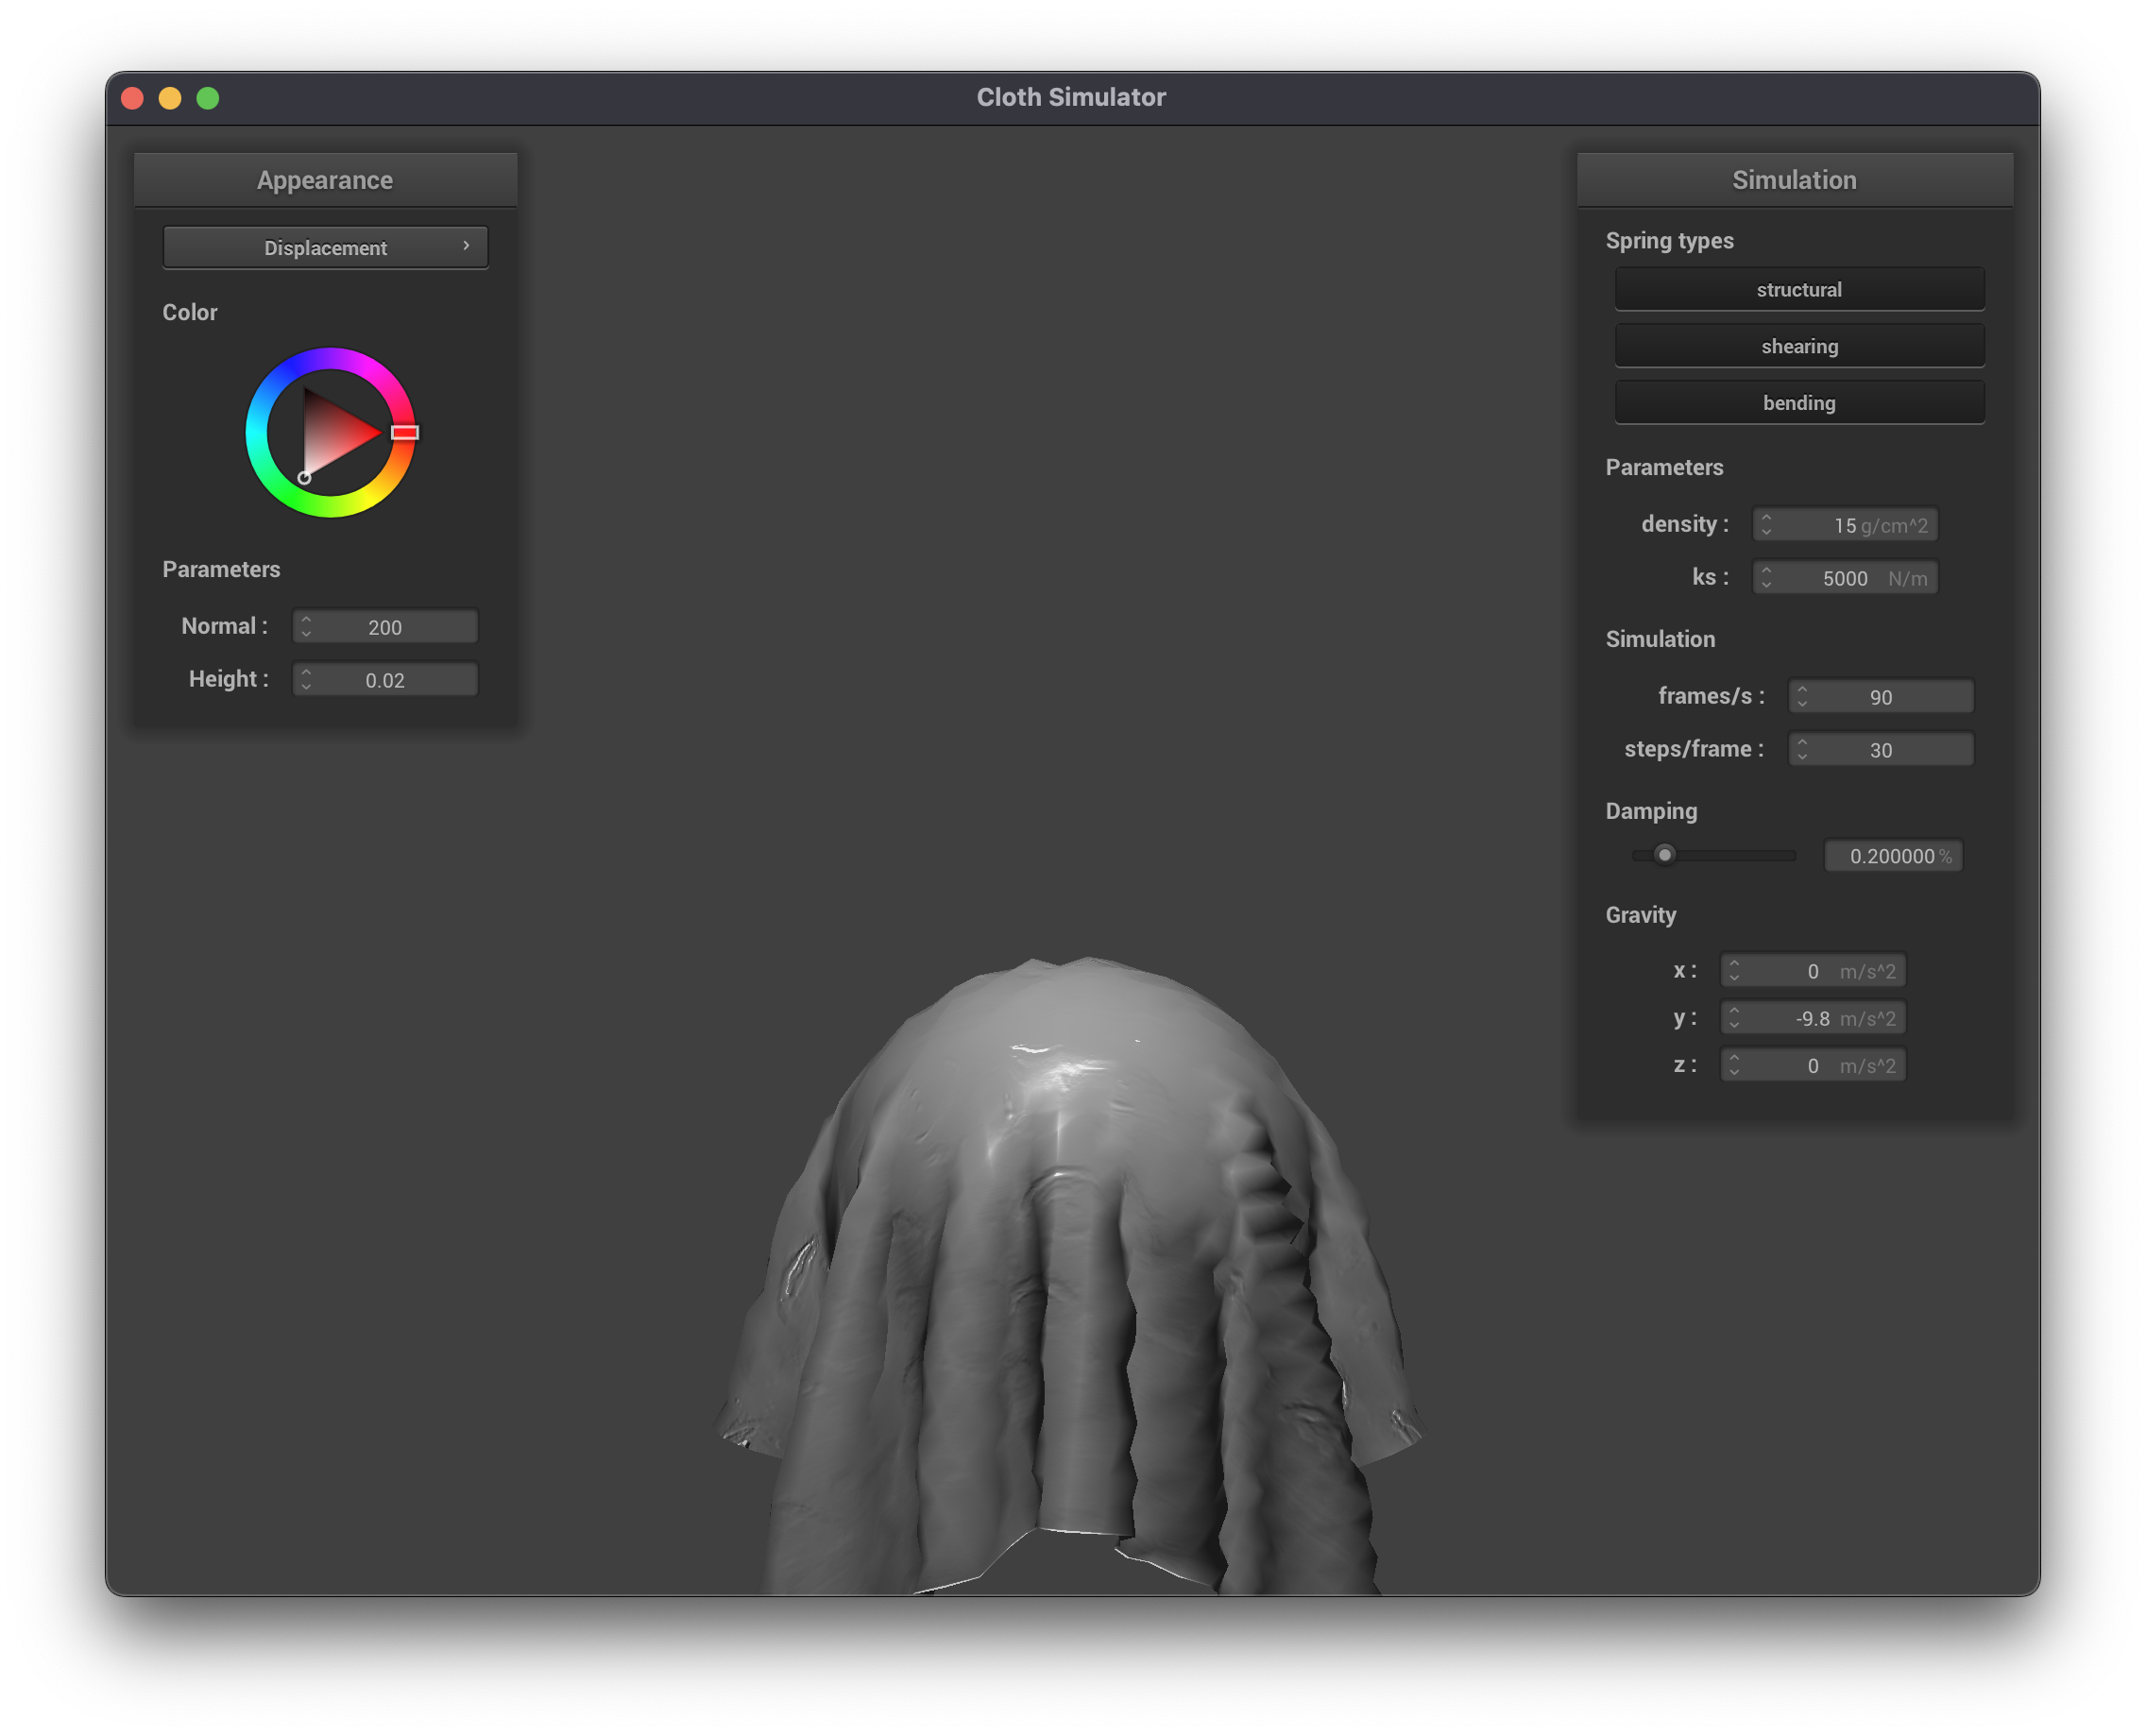 Cloth Simulator
Appearance
Displacement
Color
Parameters
Normal : 200
Height : 0.02
Simulation
Spring types
structural
shearing
bending
Parameters
density : 15 g/cm^2
ks : 5000 N/m
Simulation
frames/s : 90
steps/frame : 30
Damping
0.200000 %
Gravity
x : 0 m/s^2
y : -9.8 m/s^2
z : 0 m/s^2